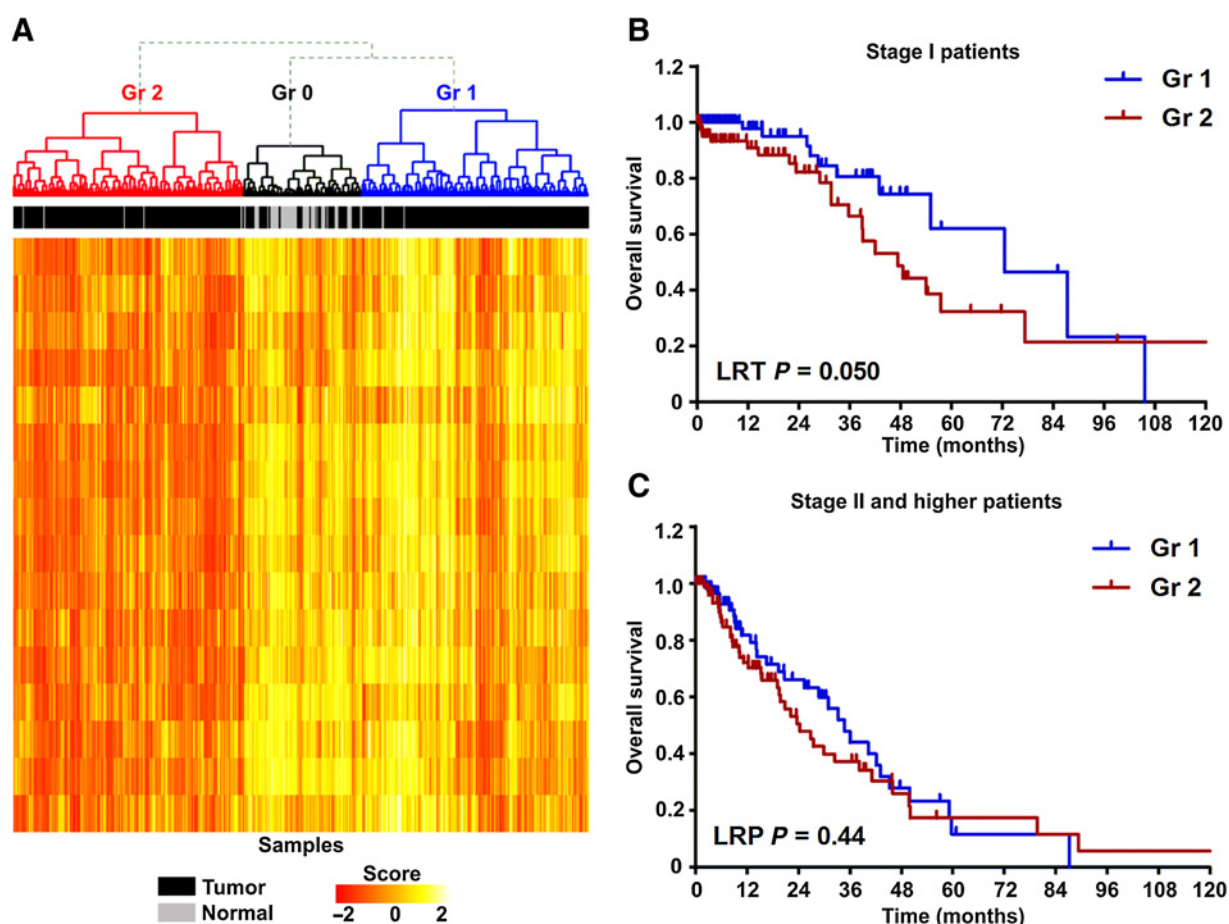 A
Gr 2
Gr 0
Gr 1
Samples
Tumor
Normal
Score
−2 0 2
B
Stage I patients
Gr 1
Gr 2
Overall survival
1.2
1.0
0.8
0.6
0.4
0.2
0
LRT P = 0.050
0 12 24 36 48 60 72 84 96 108 120
Time (months)
C
Stage II and higher patients
Gr 1
Gr 2
Overall survival
1.2
1.0
0.8
0.6
0.4
0.2
0
LRP P = 0.44
0 12 24 36 48 60 72 84 96 108 120
Time (months)